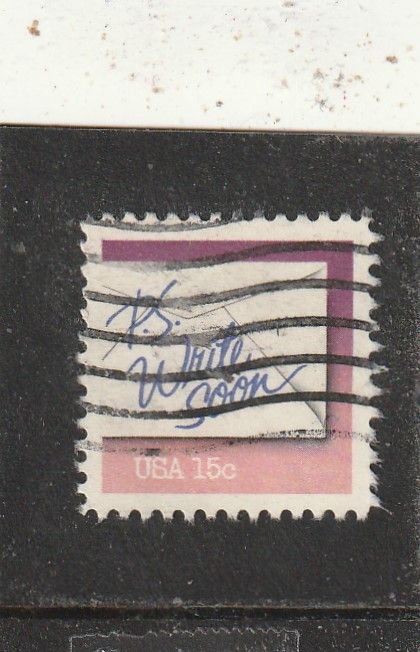 P.S.
Write
Soon
USA 15c